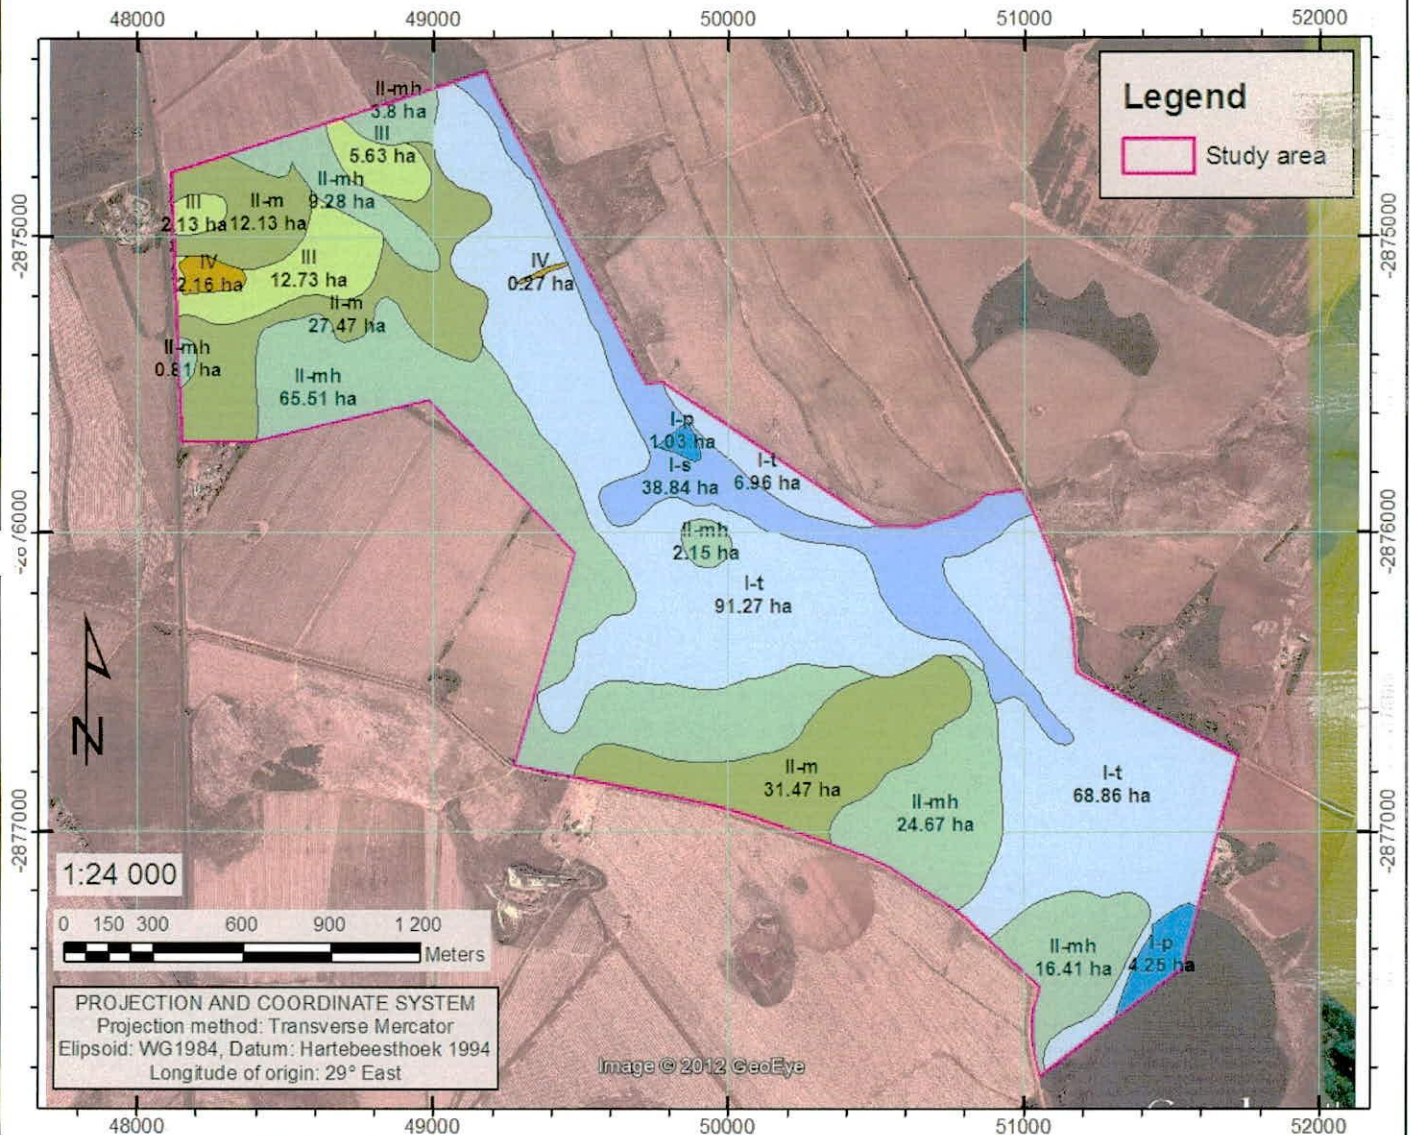 48000 49000 50000 51000 52000
Legend
Study area
II-mh
3.8 ha
III
5.63 ha
II-mh
9.28 ha
III
2.13 ha
II-m
12.13 ha
IV
2.16 ha
III
12.73 ha
II-m
27.47 ha
II-mh
0.81 ha
II-mh
65.51 ha
IV
0.27 ha
I-p
1.03 ha
I-s
38.84 ha
I-t
6.96 ha
II-mh
2.15 ha
I-t
91.27 ha
II-m
31.47 ha
II-mh
24.67 ha
I-t
68.86 ha
II-mh
16.41 ha
I-p
4.25 ha
-2875000
-2876000
-2877000
-2875000
-2876000
-2877000
N
1:24 000
0 150 300 600 900 1 200
Meters
PROJECTION AND COORDINATE SYSTEM
Projection method: Transverse Mercator
Elipsoid: WG1984, Datum: Hartebeesthoek 1994
Longitude of origin: 29° East
Image © 2012 GeoEye
48000 49000 50000 51000 52000